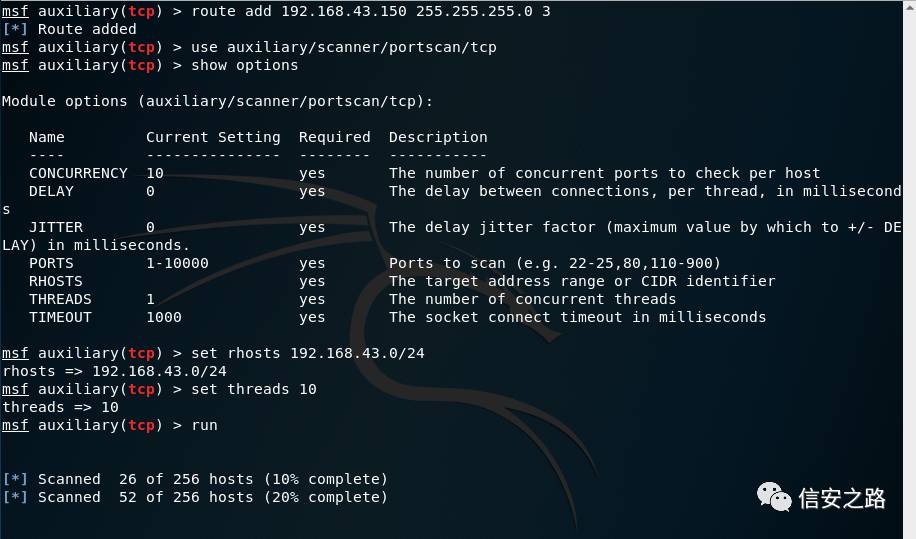 msf auxiliary(tcp) > route add 192.168.43.150 255.255.255.0 3
[*] Route added
msf auxiliary(tcp) > use auxiliary/scanner/portscan/tcp
msf auxiliary(tcp) > show options
Module options (auxiliary/scanner/portscan/tcp):
Name Current Setting Required Description
---- --------------- -------- -----------
CONCURRENCY 10 yes The number of concurrent ports to check per host
DELAY 0 yes The delay between connections, per thread, in millisecond
s
JITTER 0 yes The delay jitter factor (maximum value by which to +/- DE
LAY) in milliseconds.
PORTS 1-10000 yes Ports to scan (e.g. 22-25,80,110-900)
RHOSTS yes The target address range or CIDR identifier
THREADS 1 yes The number of concurrent threads
TIMEOUT 1000 yes The socket connect timeout in milliseconds
msf auxiliary(tcp) > set rhosts 192.168.43.0/24
rhosts => 192.168.43.0/24
msf auxiliary(tcp) > set threads 10
threads => 10
msf auxiliary(tcp) > run
[*] Scanned 26 of 256 hosts (10% complete)
[*] Scanned 52 of 256 hosts (20% complete)
信安之路